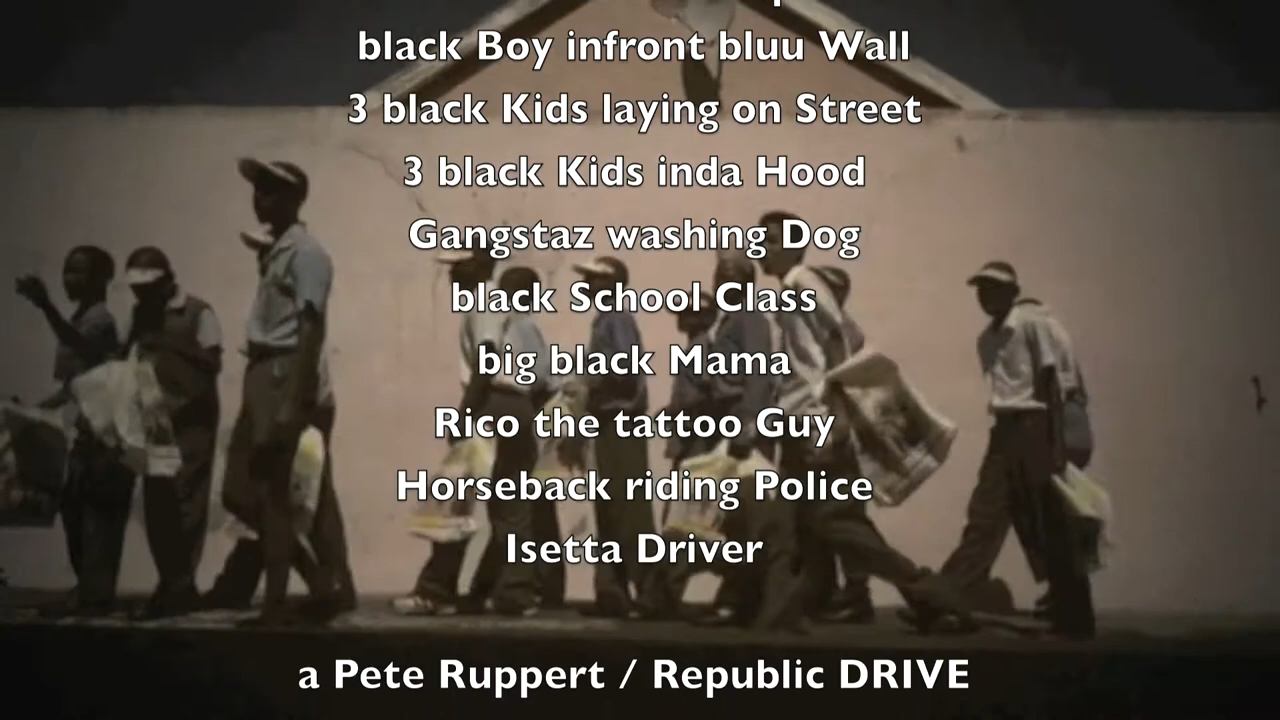 black Boy infront bluu Wall
3 black Kids laying on Street
3 black Kids inda Hood
Gangstaz washing Dog
black School Class
big black Mama
Rico the tattoo Guy
Horseback riding Police
Isetta Driver
a Pete Ruppert / Republic DRIVE